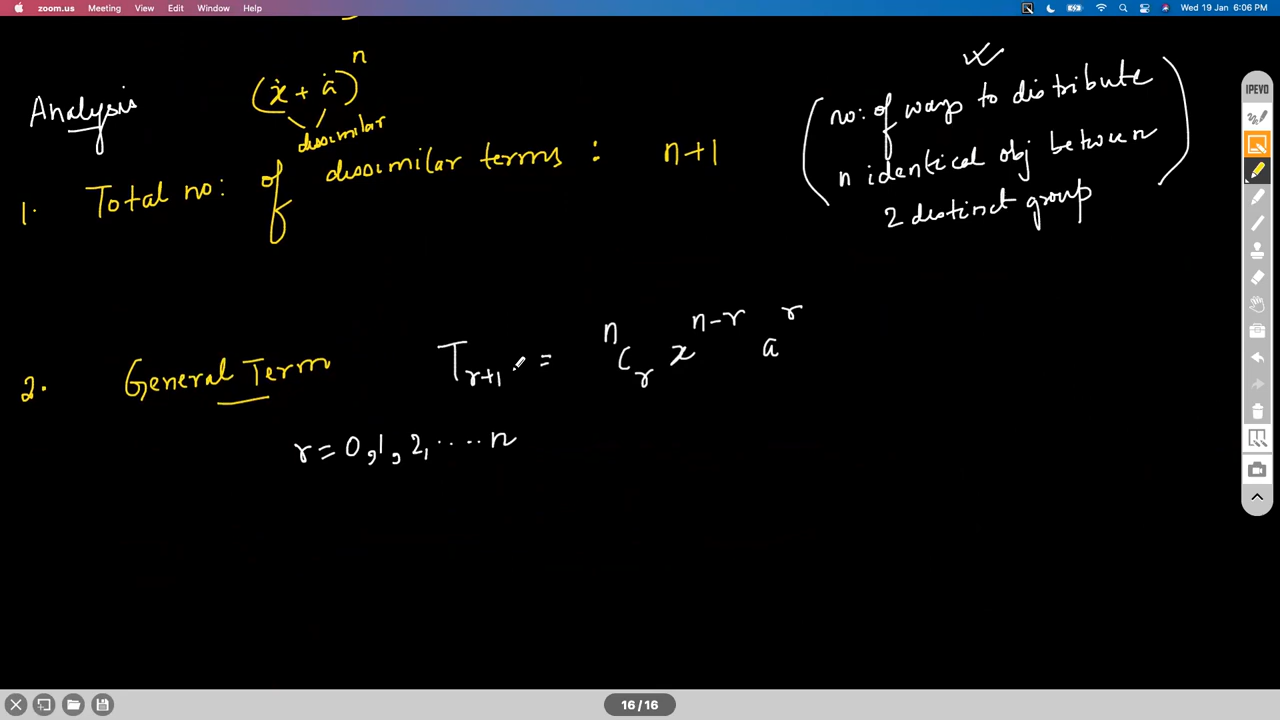 zoom.us Meeting View Edit Window Help Wed 19 Jan 6:06 PM
Analysis (x + a)^n
dissimilar
1. Total no: of dissimilar terms : n+1
(no: of ways to distribute
n identical obj between
2 distinct group)
2. General Term T_{r+1} = ^nC_r x^{n-r} a^r
r = 0, 1, 2, ..... n
IPEVO
16 / 16